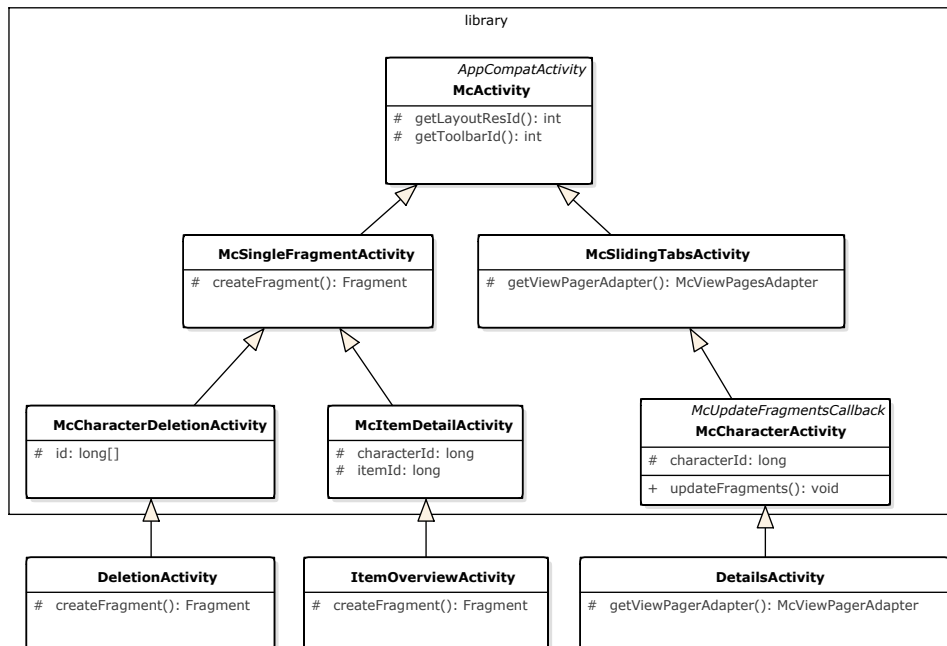 library
AppCompatActivity
McActivity
# getLayoutResId(): int
# getToolbarId(): int
McSingleFragmentActivity
# createFragment(): Fragment
McSlidingTabsActivity
# getViewPagerAdapter(): McViewPagesAdapter
McCharacterDeletionActivity
# id: long[]
McItemDetailActivity
# characterId: long
# itemId: long
McUpdateFragmentsCallback
McCharacterActivity
# characterId: long
+ updateFragments(): void
DeletionActivity
# createFragment(): Fragment
ItemOverviewActivity
# createFragment(): Fragment
DetailsActivity
# getViewPagerAdapter(): McViewPagerAdapter